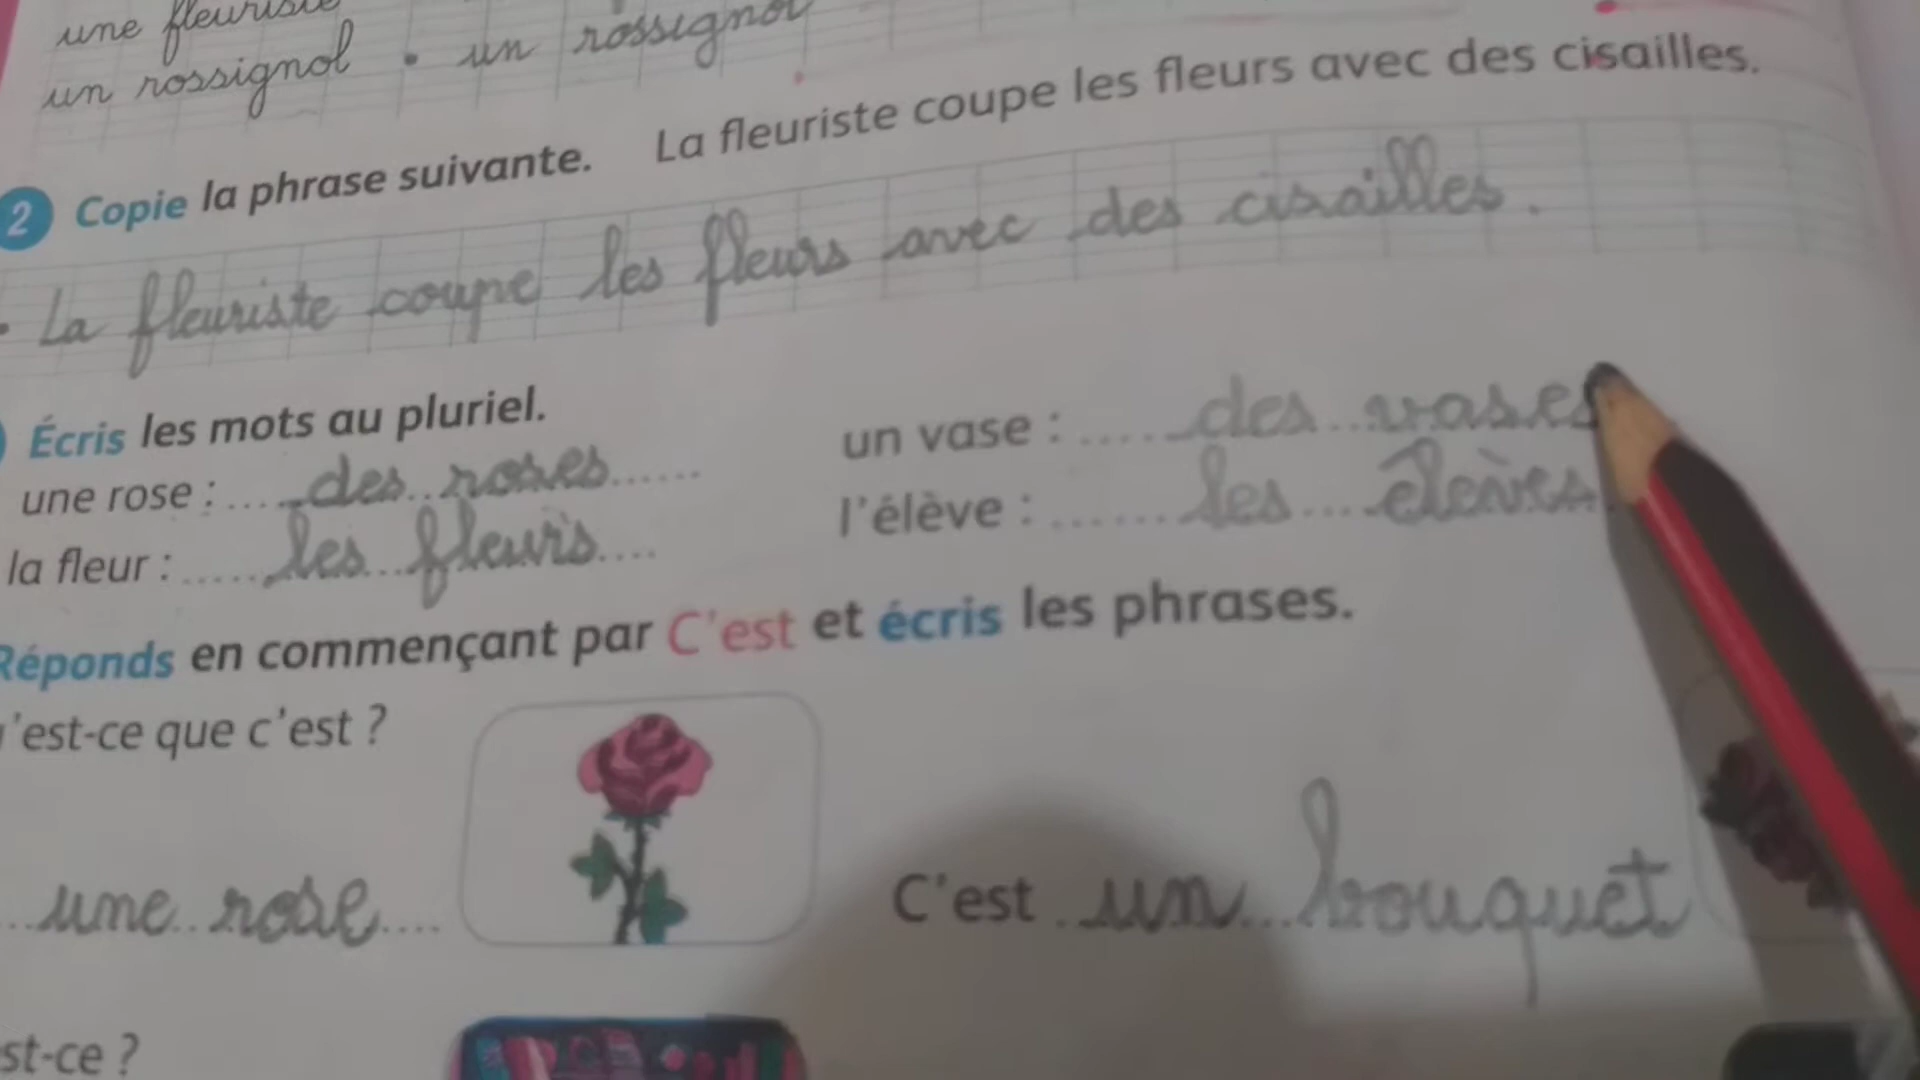 une fleuriste
un rossignol • un rossignol
2 Copie la phrase suivante. La fleuriste coupe les fleurs avec des cisailles.
• La fleuriste coupe les fleurs avec des cisailles.
Écris les mots au pluriel.
une rose : .... des roses ...... un vase : .... des vases
la fleur : ..... les fleurs .... l'élève : ...... les .... élèves
Réponds en commençant par C'est et écris les phrases.
'est-ce que c'est ?
une rose .... C'est un bouquet
st-ce ?